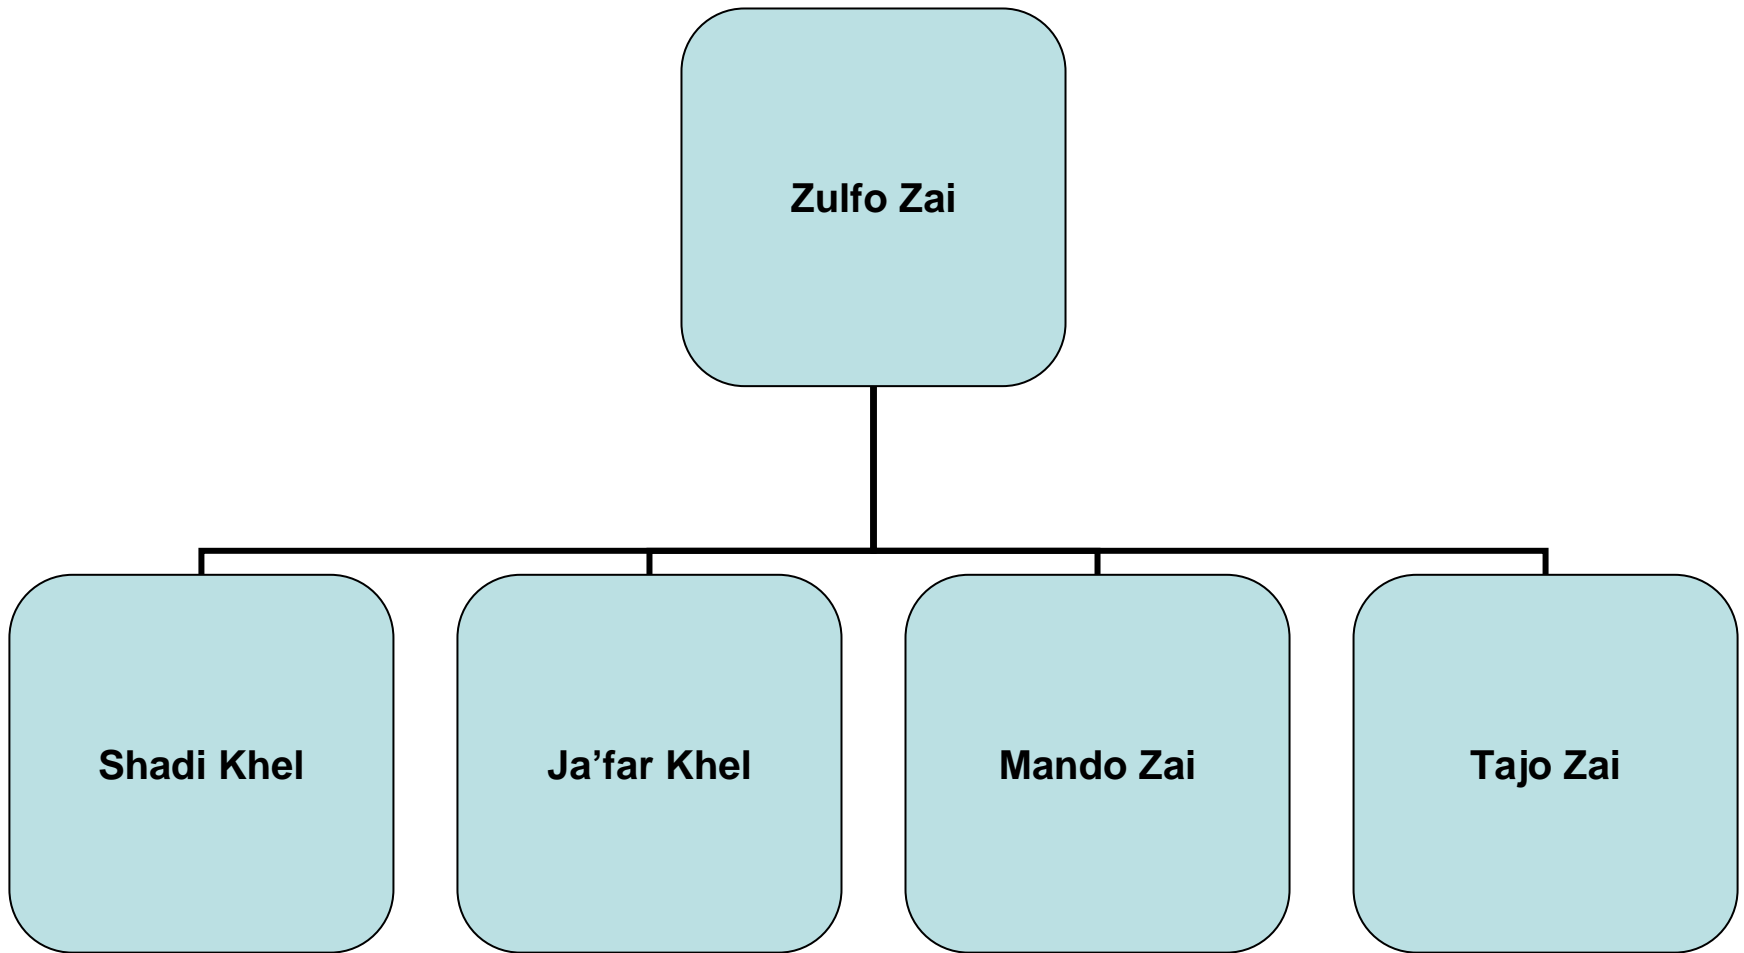 Zulfo Zai
Shadi Khel
Ja’far Khel
Mando Zai
Tajo Zai